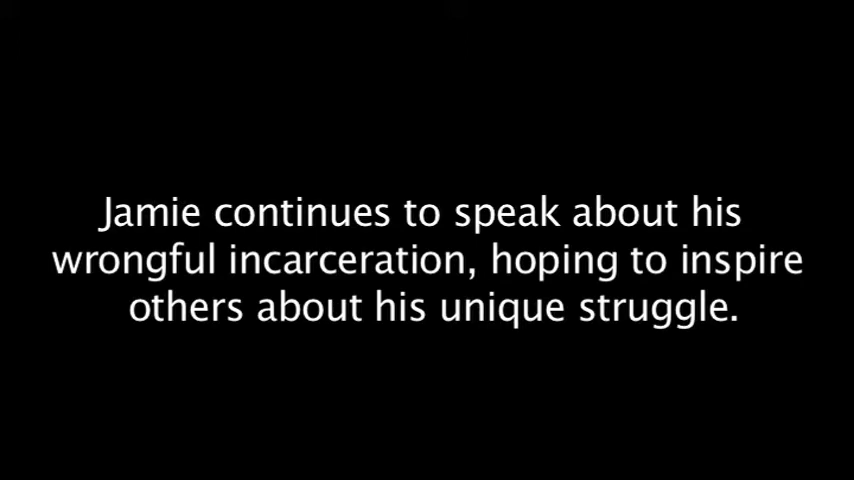 Jamie continues to speak about his
wrongful incarceration, hoping to inspire
others about his unique struggle.